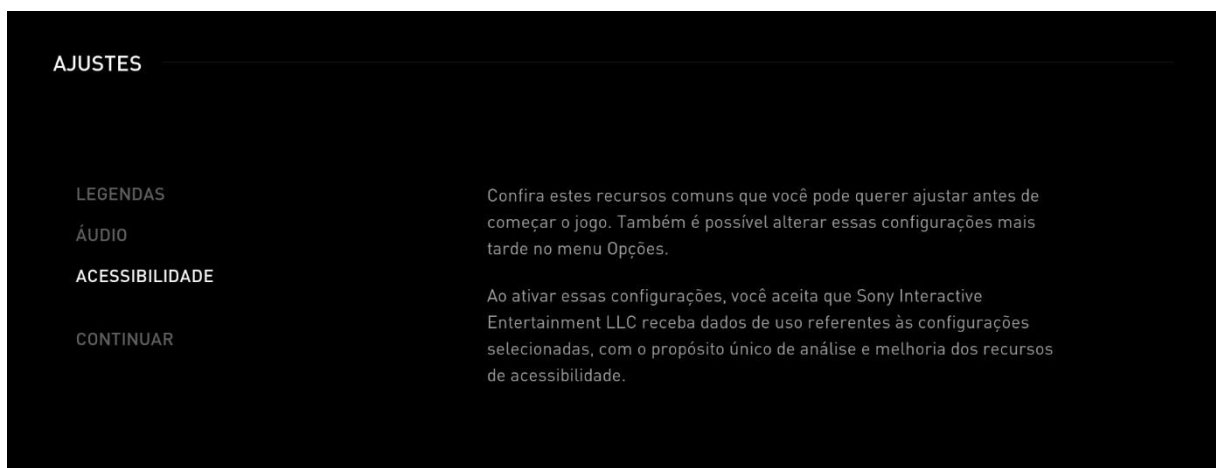 AJUSTES
LEGENDAS
ÁUDIO
ACESSIBILIDADE
CONTINUAR
Confira estes recursos comuns que você pode querer ajustar antes de
começar o jogo. Também é possível alterar essas configurações mais
tarde no menu Opções.
Ao ativar essas configurações, você aceita que Sony Interactive
Entertainment LLC receba dados de uso referentes às configurações
selecionadas, com o propósito único de análise e melhoria dos recursos
de acessibilidade.